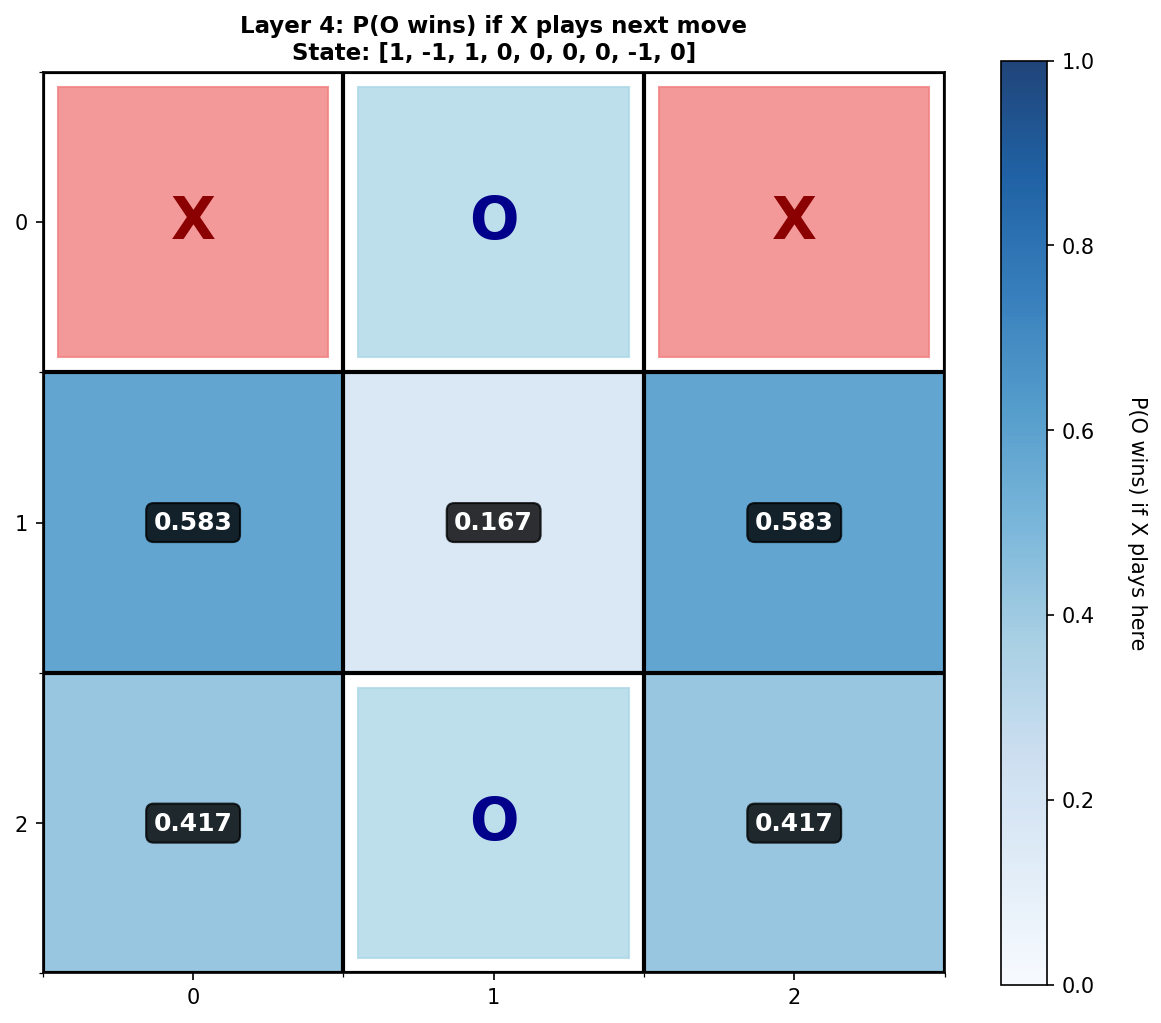 Layer 4: P(O wins) if X plays next move
State: [1, -1, 1, 0, 0, 0, 0, -1, 0]
0
X
O
X
1
0.583
0.167
0.583
2
0.417
O
0.417
0
1
2
1.0
0.8
0.6
0.4
0.2
0.0
P(O wins) if X plays here